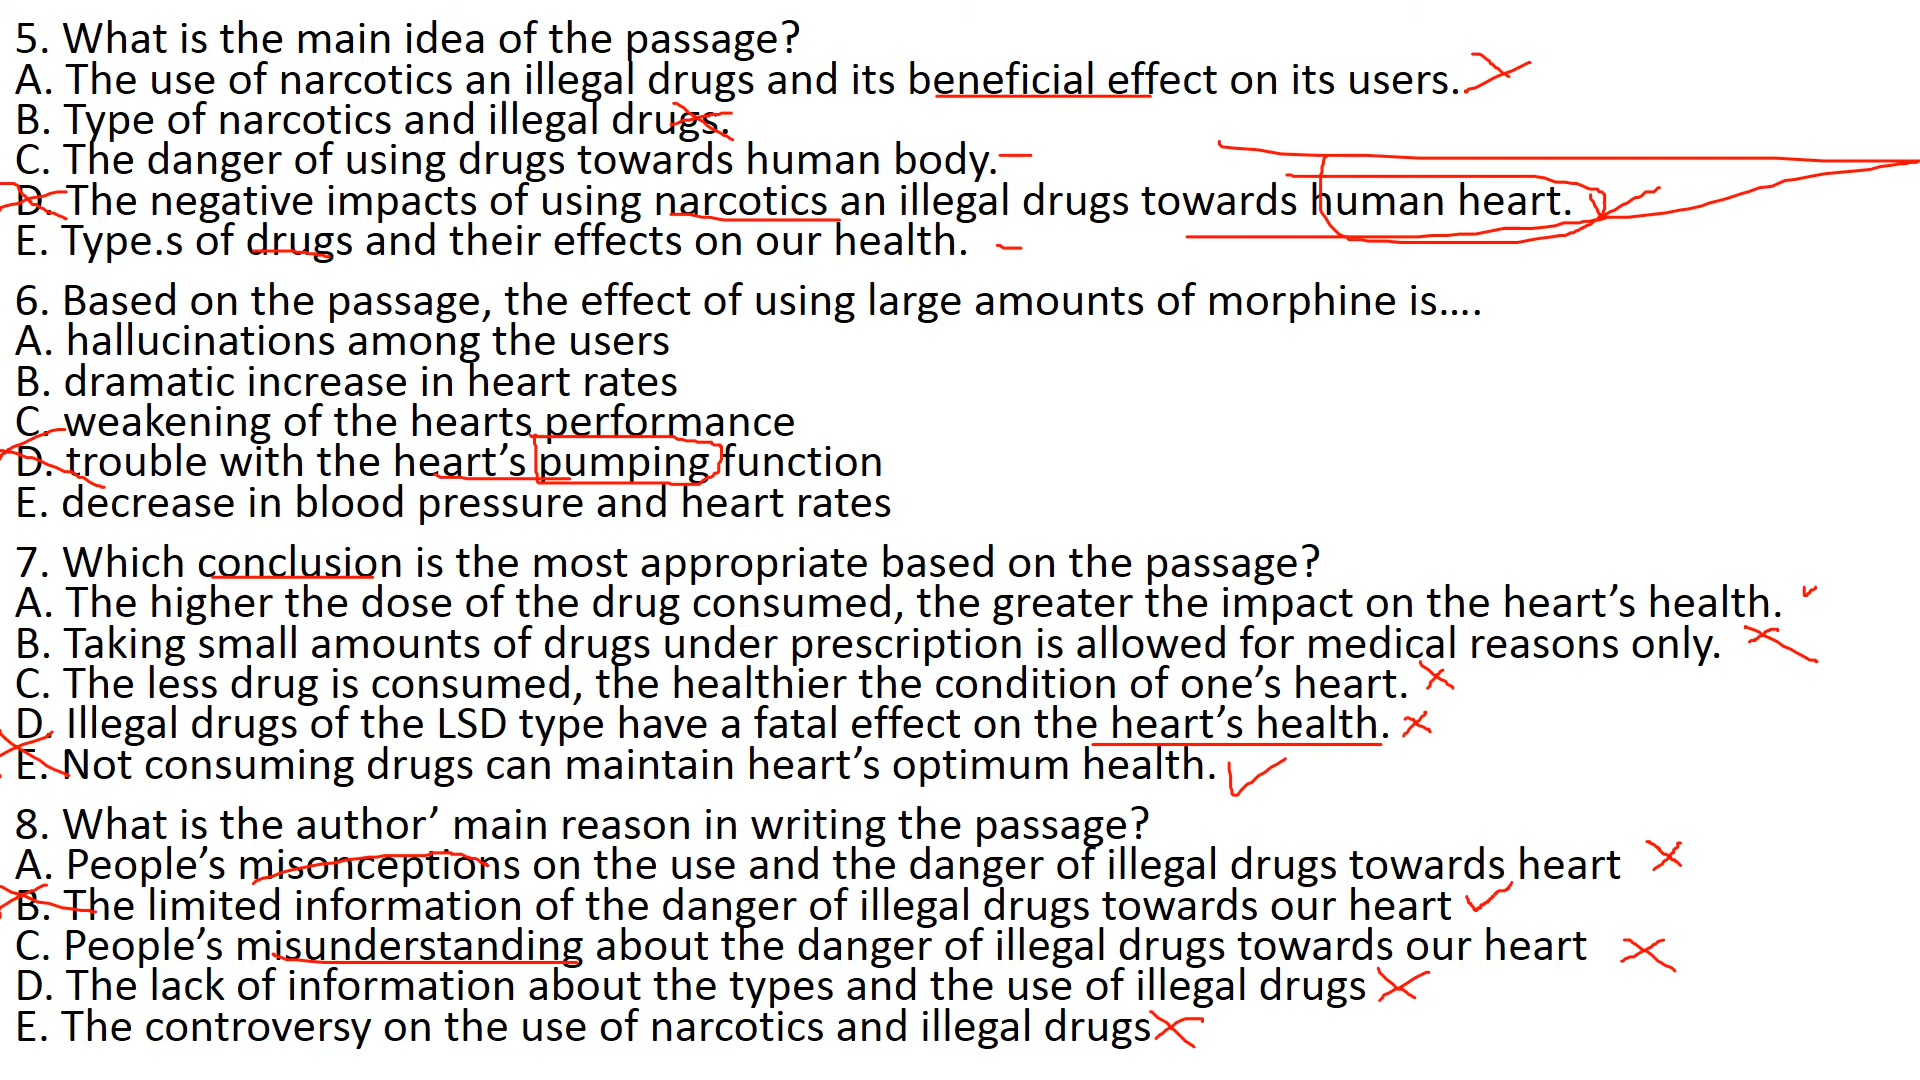 5. What is the main idea of the passage?
A. The use of narcotics an illegal drugs and its beneficial effect on its users.
B. Type of narcotics and illegal drugs.
C. The danger of using drugs towards human body.
D. The negative impacts of using narcotics an illegal drugs towards human heart.
E. Type.s of drugs and their effects on our health.
6. Based on the passage, the effect of using large amounts of morphine is....
A. hallucinations among the users
B. dramatic increase in heart rates
C. weakening of the hearts performance
D. trouble with the heart’s pumping function
E. decrease in blood pressure and heart rates
7. Which conclusion is the most appropriate based on the passage?
A. The higher the dose of the drug consumed, the greater the impact on the heart’s health.
B. Taking small amounts of drugs under prescription is allowed for medical reasons only.
C. The less drug is consumed, the healthier the condition of one’s heart.
D. Illegal drugs of the LSD type have a fatal effect on the heart’s health.
E. Not consuming drugs can maintain heart’s optimum health.
8. What is the author’ main reason in writing the passage?
A. People’s misonceptions on the use and the danger of illegal drugs towards heart
B. The limited information of the danger of illegal drugs towards our heart
C. People’s misunderstanding about the danger of illegal drugs towards our heart
D. The lack of information about the types and the use of illegal drugs
E. The controversy on the use of narcotics and illegal drugs